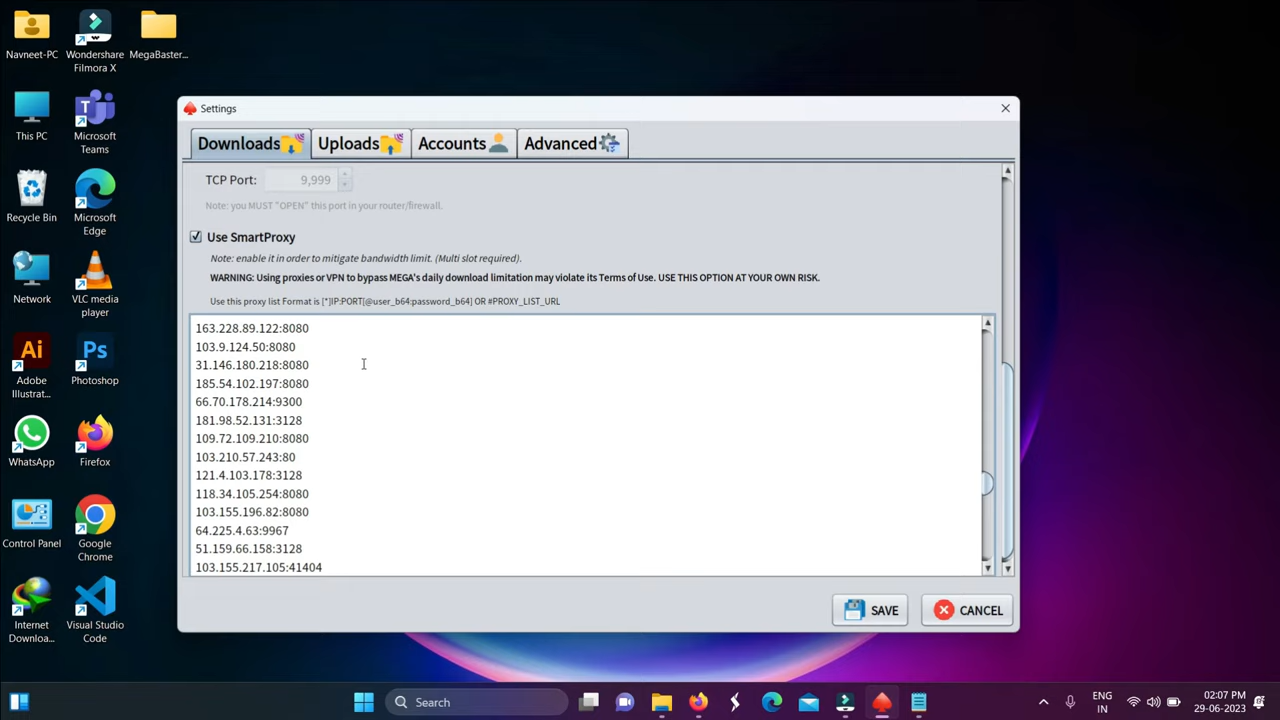 Navneet-PC
Wondershare
Filmora X
MegaBaster...
This PC
Microsoft
Teams
Recycle Bin
Microsoft
Edge
Network
VLC media
player
Adobe
Illustrat...
Photoshop
WhatsApp
Firefox
Control Panel
Google
Chrome
Internet
Downloa...
Visual Studio
Code
Ai
Ps
Settings
Downloads
Uploads
Accounts
Advanced
TCP Port: 9,999
Note: you MUST "OPEN" this port in your router/firewall.
Use SmartProxy
Note: enable it in order to mitigate bandwidth limit. (Multi slot required).
WARNING: Using proxies or VPN to bypass MEGA's daily download limitation may violate its Terms of Use. USE THIS OPTION AT YOUR OWN RISK.
Use this proxy list Format is [*]IP:PORT[@user_b64:password_b64] OR #PROXY_LIST_URL
163.228.89.122:8080
103.9.124.50:8080
31.146.180.218:8080
185.54.102.197:8080
66.70.178.214:9300
181.98.52.131:3128
109.72.109.210:8080
103.210.57.243:80
121.4.103.178:3128
118.34.105.254:8080
103.155.196.82:8080
64.225.4.63:9967
51.159.66.158:3128
103.155.217.105:41404
SAVE
CANCEL
Search
ENG
IN
02:07 PM
29-06-2023